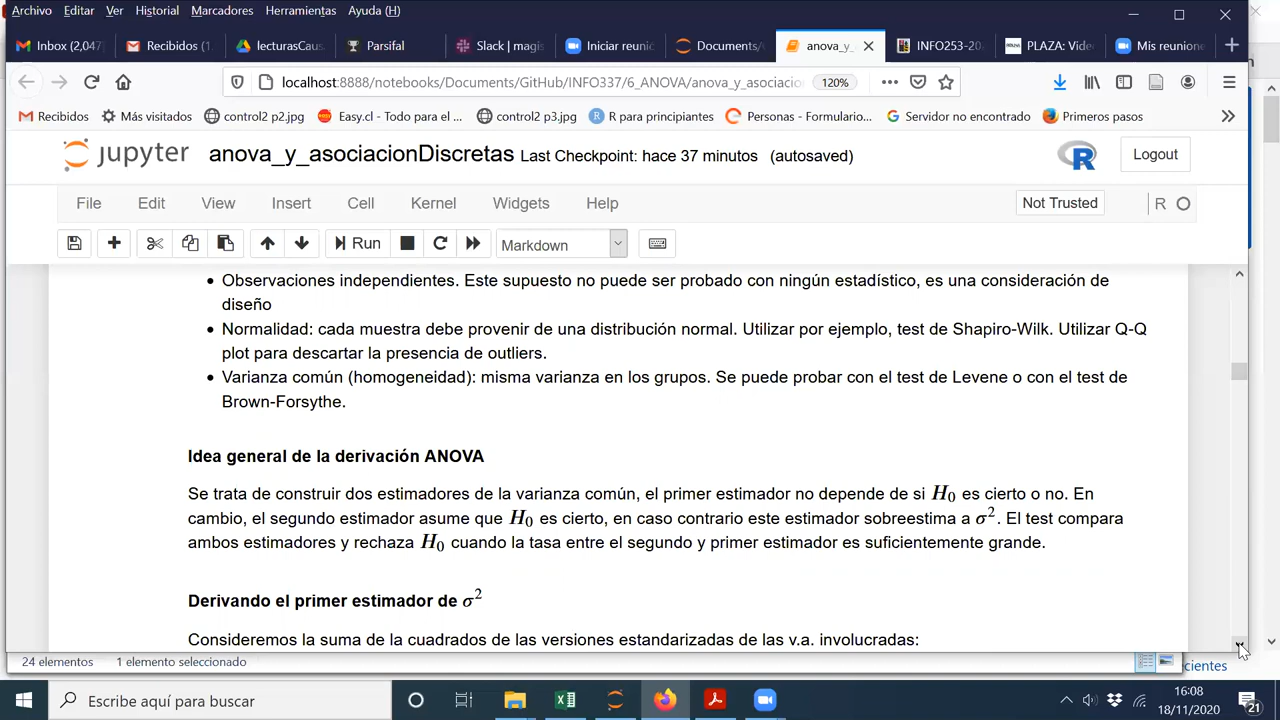 Archivo Editar Ver Historial Marcadores Herramientas Ayuda (H)
Inbox (2,047 Recibidos (1. lecturasCaus Parsifal Slack | magis Iniciar reuni Documents/ anova_y_ INFO253-20 PLAZA: Vide Mis reunione
localhost:8888/notebooks/Documents/GitHub/INFO337/6_ANOVA/anova_y_asociacion 120%
Recibidos Más visitados control2 p2.jpg Easy.cl - Todo para el ... control2 p3.jpg R para principiantes Personas - Formulario... Servidor no encontrado Primeros pasos
jupyter anova_y_asociacionDiscretas Last Checkpoint: hace 37 minutos (autosaved) R Logout
File Edit View Insert Cell Kernel Widgets Help Not Trusted R
Run Markdown
• Observaciones independientes. Este supuesto no puede ser probado con ningún estadístico, es una consideración de
diseño
• Normalidad: cada muestra debe provenir de una distribución normal. Utilizar por ejemplo, test de Shapiro-Wilk. Utilizar Q-Q
plot para descartar la presencia de outliers.
• Varianza común (homogeneidad): misma varianza en los grupos. Se puede probar con el test de Levene o con el test de
Brown-Forsythe.
Idea general de la derivación ANOVA
Se trata de construir dos estimadores de la varianza común, el primer estimador no depende de si H₀ es cierto o no. En
cambio, el segundo estimador asume que H₀ es cierto, en caso contrario este estimador sobreestima a σ². El test compara
ambos estimadores y rechaza H₀ cuando la tasa entre el segundo y primer estimador es suficientemente grande.
Derivando el primer estimador de σ²
Consideremos la suma de la cuadrados de las versiones estandarizadas de las v.a. involucradas:
24 elementos 1 elemento seleccionado cientes
Escribe aquí para buscar 16:08
18/11/2020 21